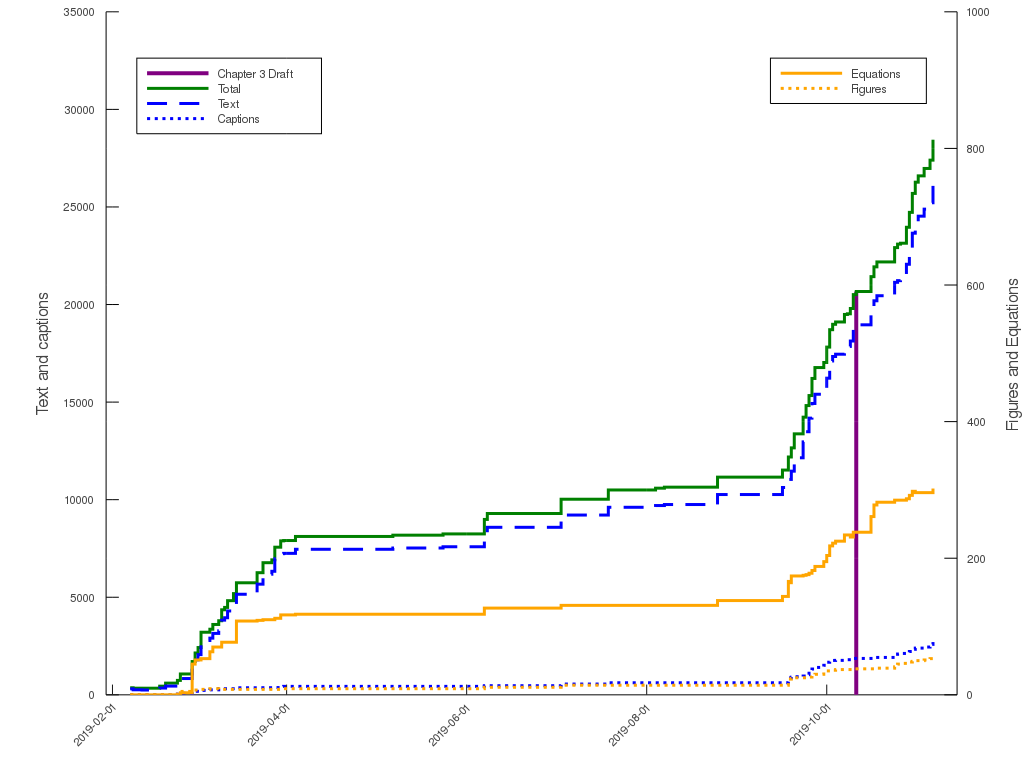 35000
30000
25000
20000
15000
10000
5000
0
1000
800
600
400
200
0
Chapter 3 Draft
Total
Text
Captions
Equations
Figures
Text and captions
Figures and Equations
2019-02-01
2019-04-01
2019-06-01
2019-08-01
2019-10-01